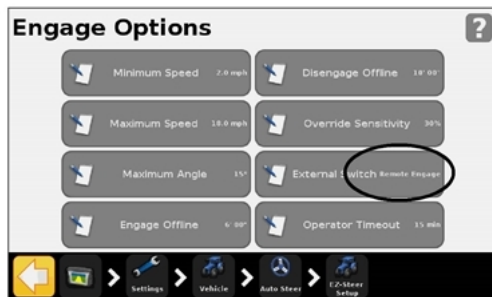 Engage Options
?
Minimum Speed 2.0 mph
Disengage Offline 10' 00"
Maximum Speed 18.0 mph
Override Sensitivity 30%
Maximum Angle 15°
External Switch Remote Engage
Engage Offline 6' 00"
Operator Timeout 15 min
Settings
Vehicle
Auto Steer
EZ-Steer
Setup